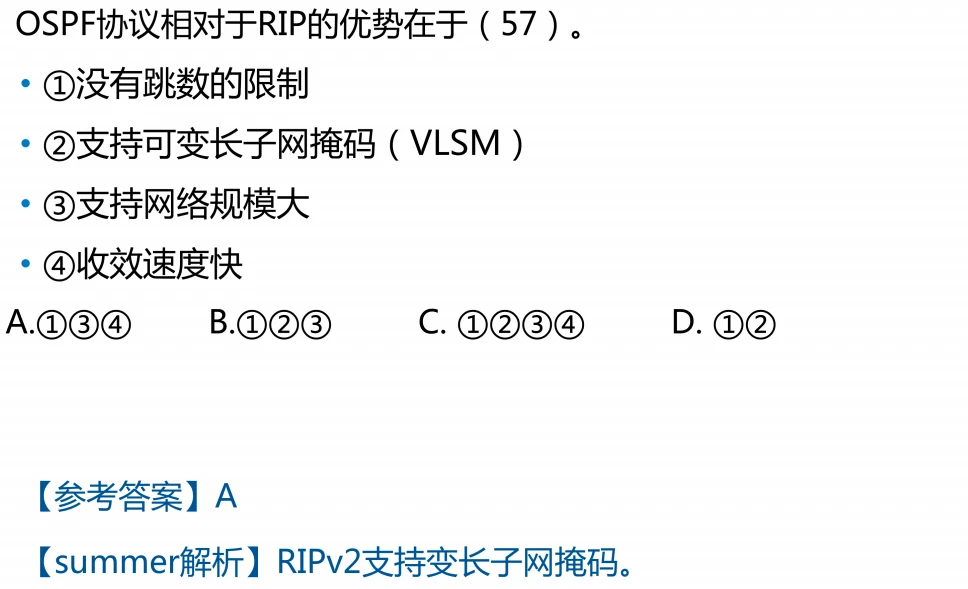 OSPF协议相对于RIP的优势在于（57）。
• ①没有跳数的限制
• ②支持可变长子网掩码（VLSM）
• ③支持网络规模大
• ④收效速度快
A.①③④ B.①②③ C. ①②③④ D. ①②
【参考答案】A
【summer解析】RIPv2支持变长子网掩码。